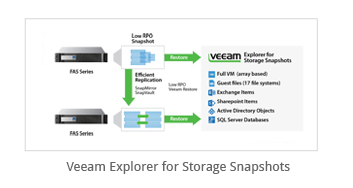 Low RPO
Snapshot
Restore
veeam
Explorer for
Storage Snapshots
FAS Series
Efficient
Replication
SnapMirror
SnapVault
Low RPO
Veeam Restore
Full VM (array based)
Guest files (17 file systems)
Exchange Items
Sharepoint Items
Active Directory Objects
SQL Server Databases
Restore
FAS Series
Veeam Explorer for Storage Snapshots